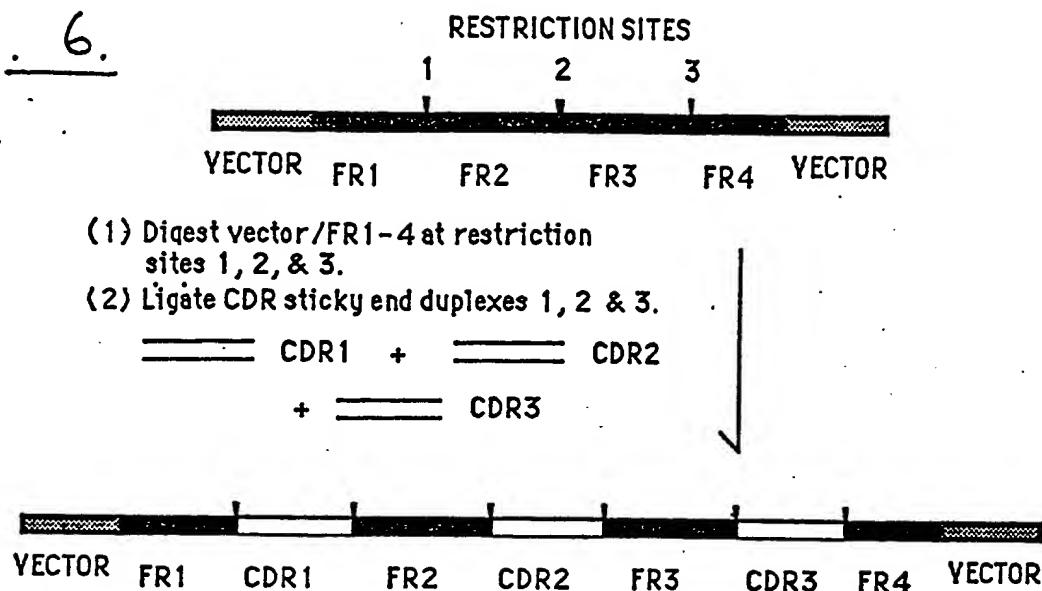 . 6.
RESTRICTION SITES
1 2 3
VECTOR FR1 FR2 FR3 FR4 VECTOR
(1) Digest vector/FR1-4 at restriction
sites 1, 2, & 3.
(2) Ligate CDR sticky end duplexes 1, 2 & 3.
CDR1 + CDR2
+ CDR3
VECTOR FR1 CDR1 FR2 CDR2 FR3 CDR3 FR4 VECTOR